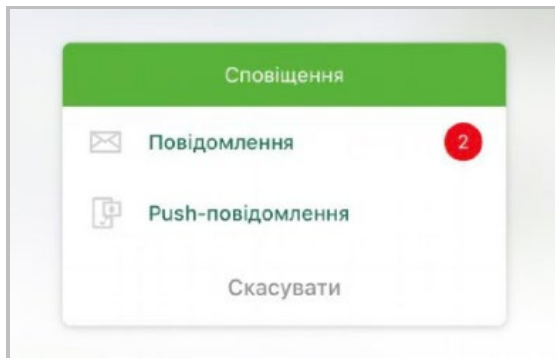 Сповіщення
Повідомлення 2
Push-повідомлення
Скасувати